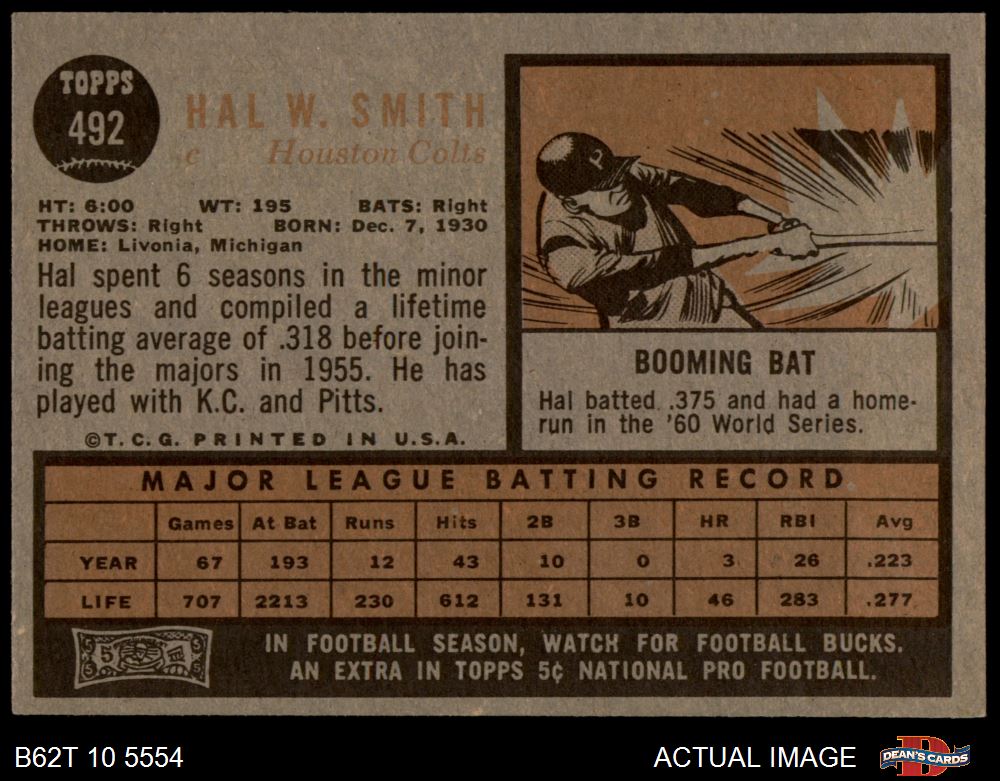 TOPPS
492
HAL W. SMITH
c Houston Colts
HT: 6:00 WT: 195 BATS: Right
THROWS: Right BORN: Dec. 7, 1930
HOME: Livonia, Michigan
Hal spent 6 seasons in the minor
leagues and compiled a lifetime
batting average of .318 before join-
ing the majors in 1955. He has
played with K.C. and Pitts.
©T.C.G. PRINTED IN U.S.A.
P
BOOMING BAT
Hal batted .375 and had a home-
run in the '60 World Series.
MAJOR LEAGUE BATTING RECORD
Games At Bat Runs Hits 2B 3B HR RBI Avg
YEAR 67 193 12 43 10 0 3 26 .223
LIFE 707 2213 230 612 131 10 46 283 .277
5
IN FOOTBALL SEASON, WATCH FOR FOOTBALL BUCKS.
AN EXTRA IN TOPPS 5¢ NATIONAL PRO FOOTBALL.
B62T 10 5554
ACTUAL IMAGE
DEAN'S CARDS